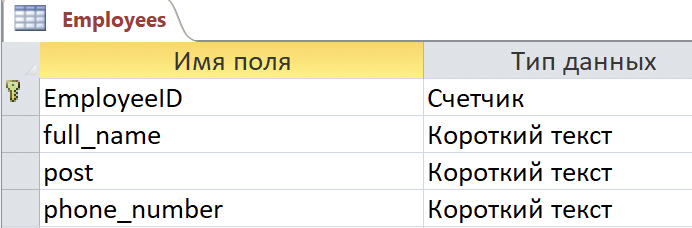 Employees
Имя поля Тип данных
EmployeeID Счетчик
full_name Короткий текст
post Короткий текст
phone_number Короткий текст